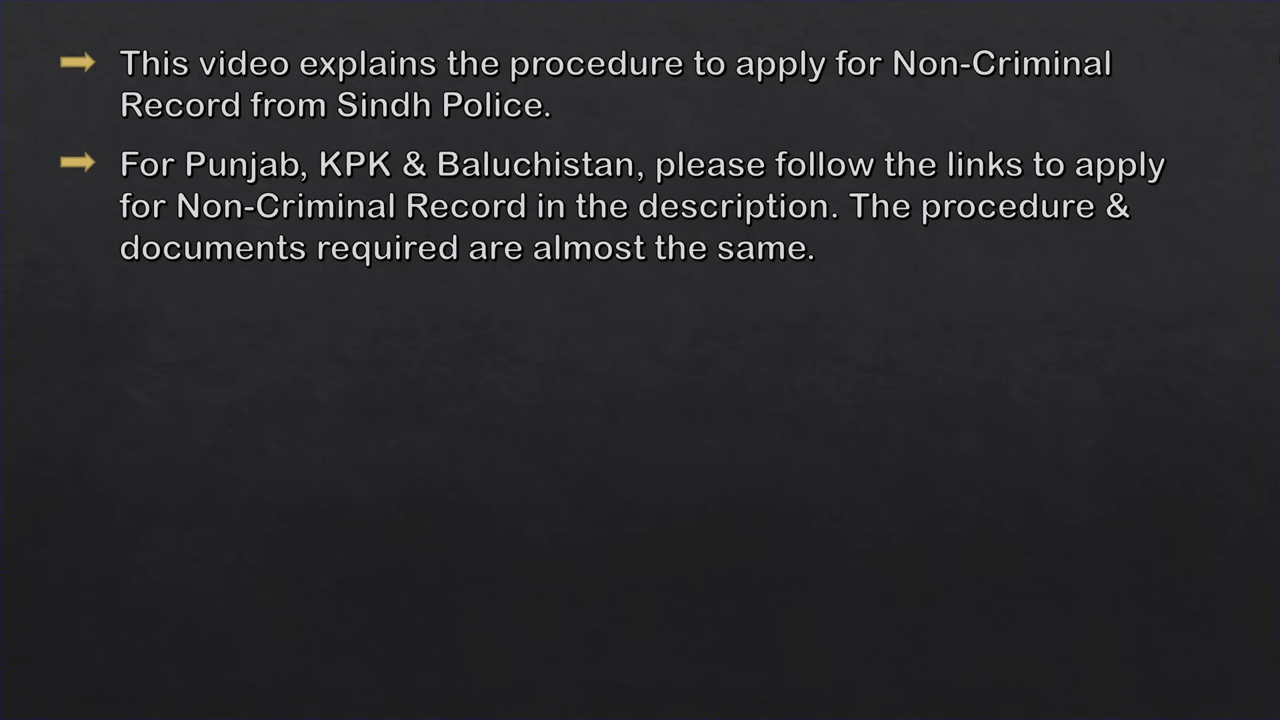 This video explains the procedure to apply for Non-Criminal
Record from Sindh Police.
For Punjab, KPK & Baluchistan, please follow the links to apply
for Non-Criminal Record in the description. The procedure &
documents required are almost the same.